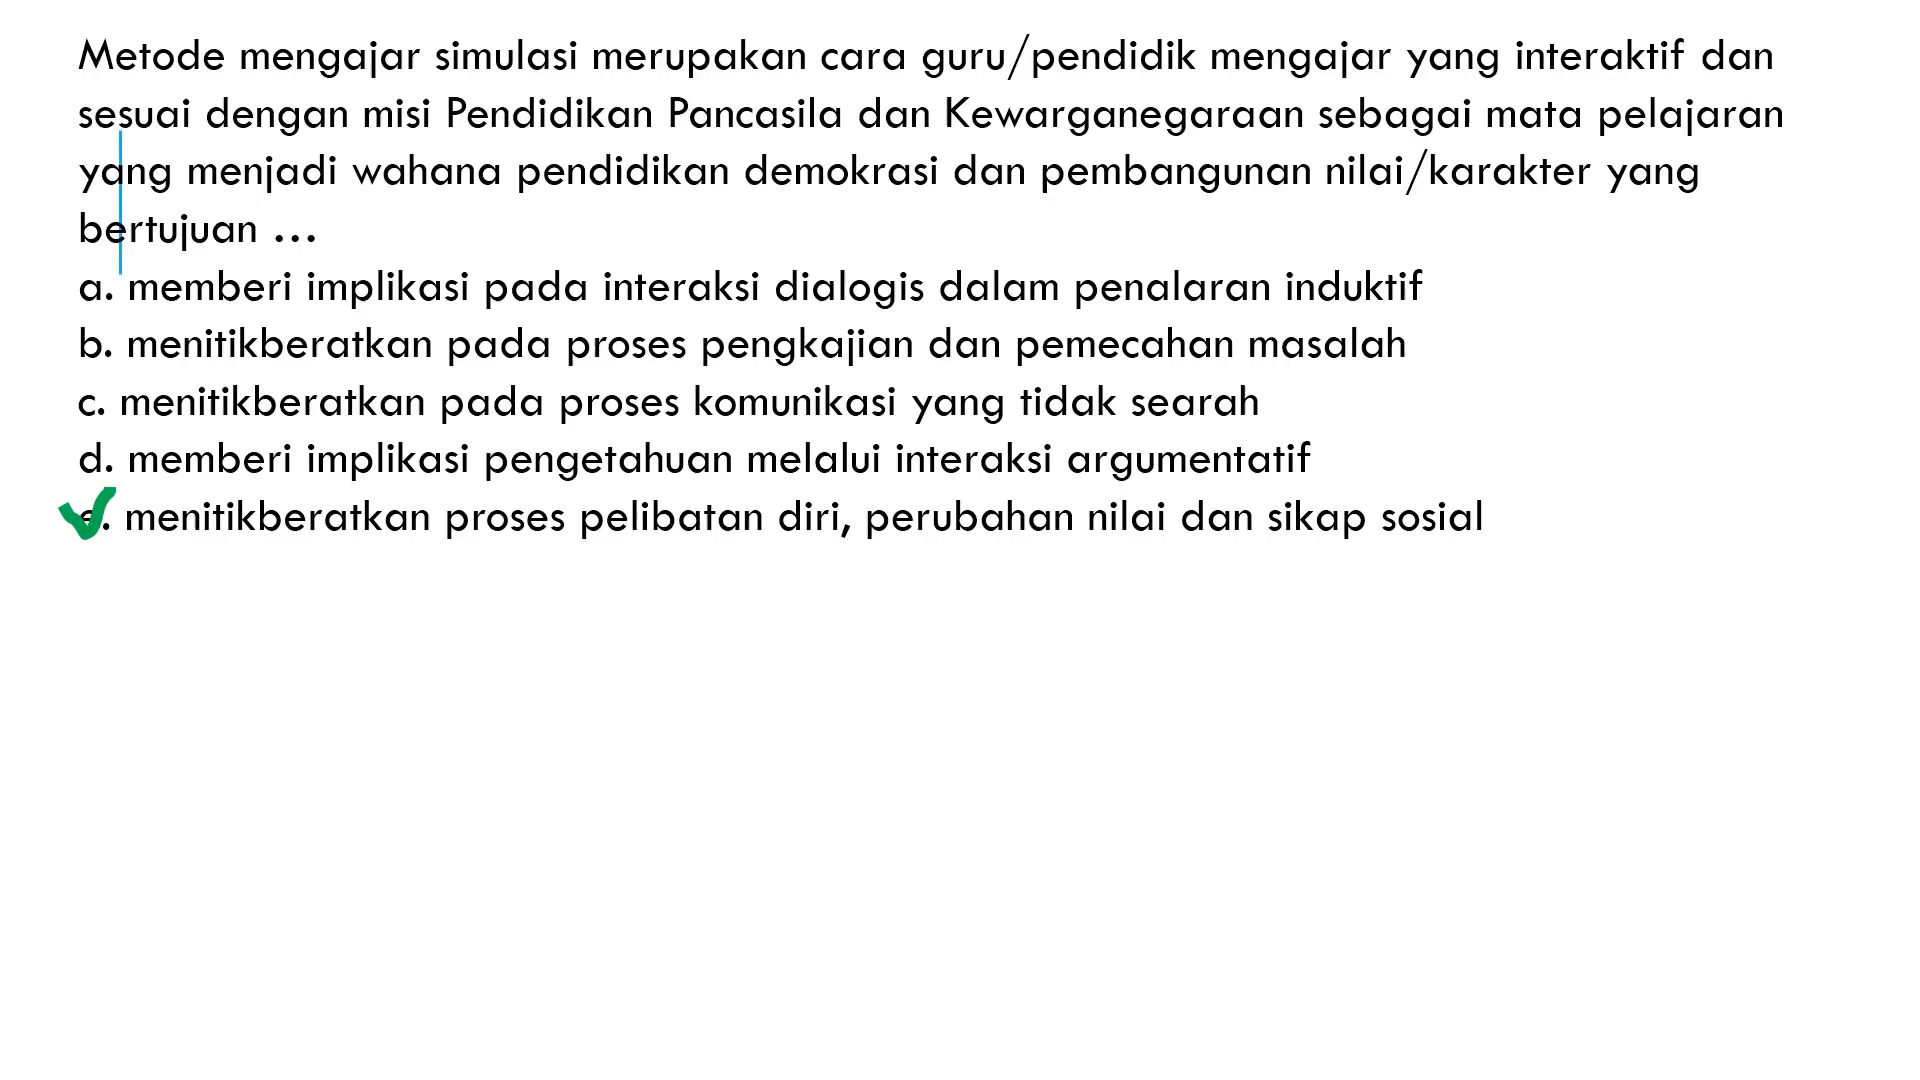 Metode mengajar simulasi merupakan cara guru/pendidik mengajar yang interaktif dan
sesuai dengan misi Pendidikan Pancasila dan Kewarganegaraan sebagai mata pelajaran
yang menjadi wahana pendidikan demokrasi dan pembangunan nilai/karakter yang
bertujuan ...
a. memberi implikasi pada interaksi dialogis dalam penalaran induktif
b. menitikberatkan pada proses pengkajian dan pemecahan masalah
c. menitikberatkan pada proses komunikasi yang tidak searah
d. memberi implikasi pengetahuan melalui interaksi argumentatif
e. menitikberatkan proses pelibatan diri, perubahan nilai dan sikap sosial